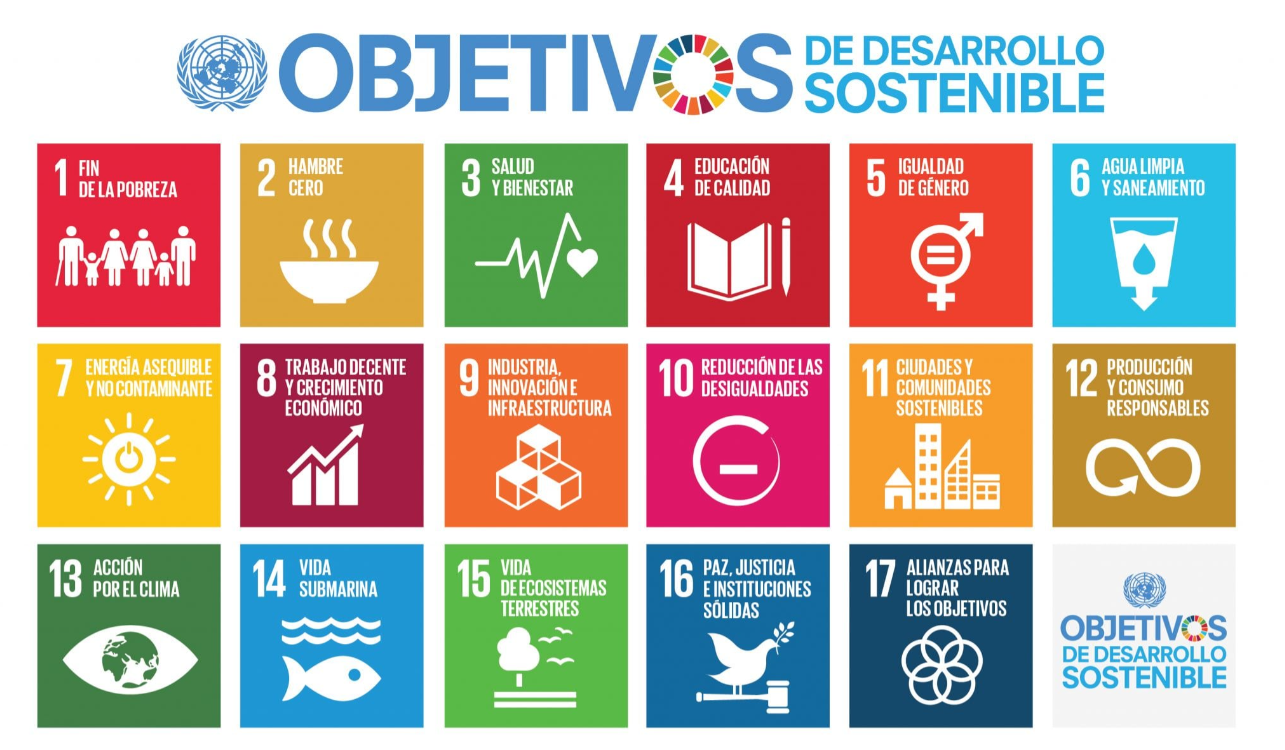 OBJETIVOS
DE DESARROLLO
SOSTENIBLE
1 FIN
DE LA POBREZA
2 HAMBRE
CERO
3 SALUD
Y BIENESTAR
4 EDUCACIÓN
DE CALIDAD
5 IGUALDAD
DE GÉNERO
6 AGUA LIMPIA
Y SANEAMIENTO
7 ENERGÍA ASEQUIBLE
Y NO CONTAMINANTE
8 TRABAJO DECENTE
Y CRECIMIENTO
ECONÓMICO
9 INDUSTRIA,
INNOVACIÓN E
INFRAESTRUCTURA
10 REDUCCIÓN DE LAS
DESIGUALDADES
11 CIUDADES Y
COMUNIDADES
SOSTENIBLES
12 PRODUCCIÓN
Y CONSUMO
RESPONSABLES
13 ACCIÓN
POR EL CLIMA
14 VIDA
SUBMARINA
15 VIDA
DE ECOSISTEMAS
TERRESTRES
16 PAZ, JUSTICIA
E INSTITUCIONES
SÓLIDAS
17 ALIANZAS PARA
LOGRAR
LOS OBJETIVOS
OBJETIVOS
DE DESARROLLO
SOSTENIBLE